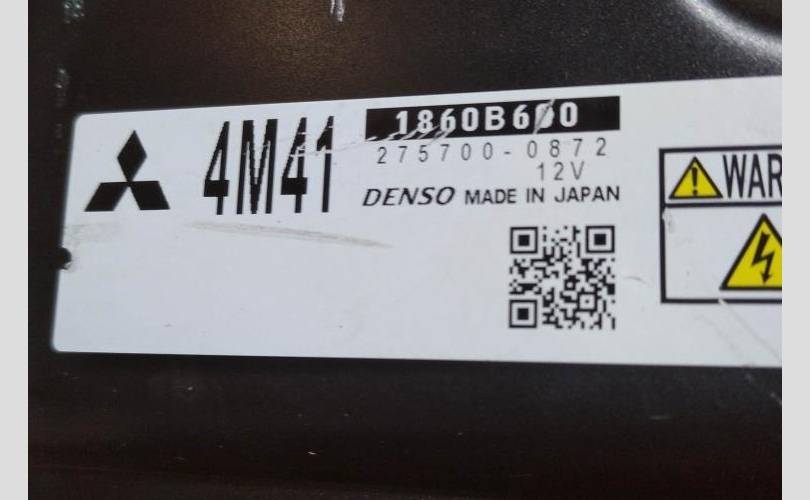 4M41
1860B600
275700-0872
12V
DENSO MADE IN JAPAN
WAR